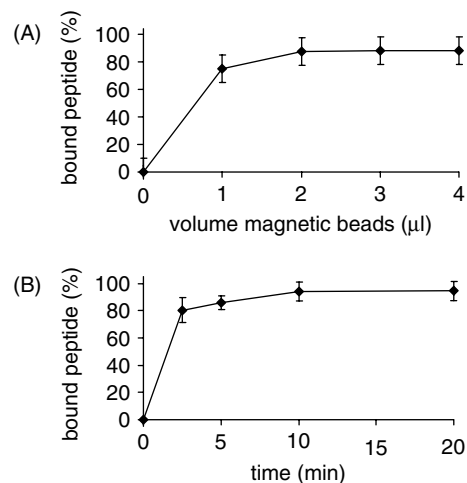 (A)
bound peptide (%)
100
80
60
40
20
0
0 1 2 3 4
volume magnetic beads (μl)
(B)
bound peptide (%)
100
80
60
40
20
0
0 5 10 15 20
time (min)